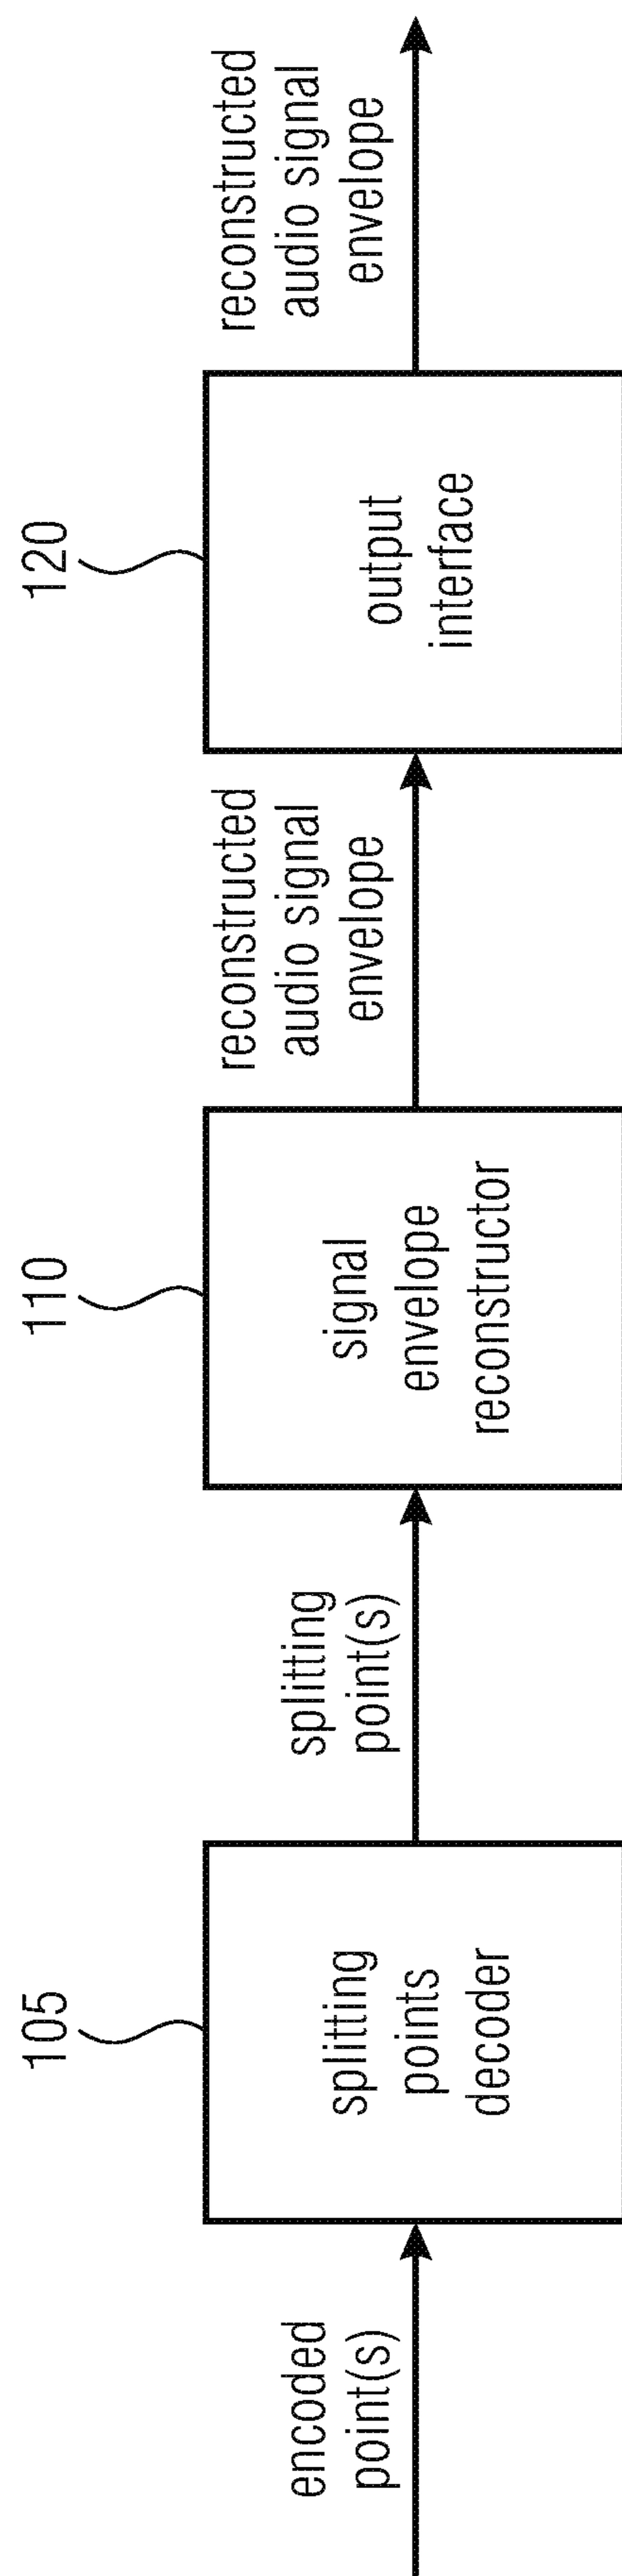 encoded
point(s)
105
splitting
points
decoder
splitting
point(s)
110
signal
envelope
reconstructor
reconstructed
audio signal
envelope
120
output
interface
reconstructed
audio signal
envelope